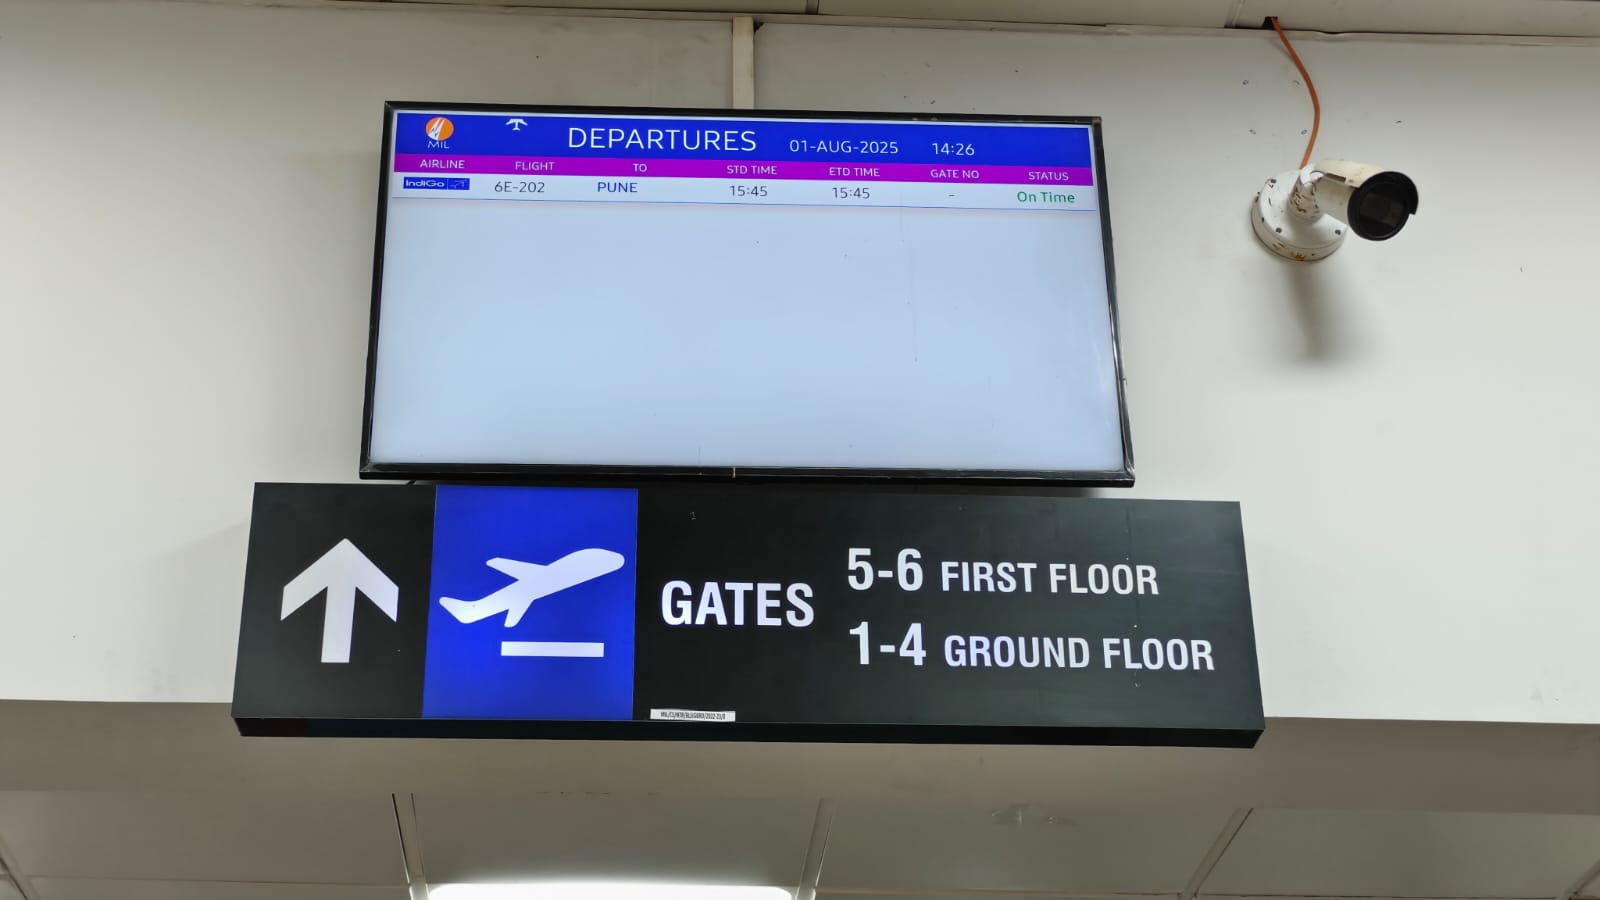 MIL
DEPARTURES 01-AUG-2025 14:26
AIRLINE FLIGHT TO STD TIME ETD TIME GATE NO STATUS
IndiGo 6E-202 PUNE 15:45 15:45 - On Time
GATES
5-6 FIRST FLOOR
1-4 GROUND FLOOR